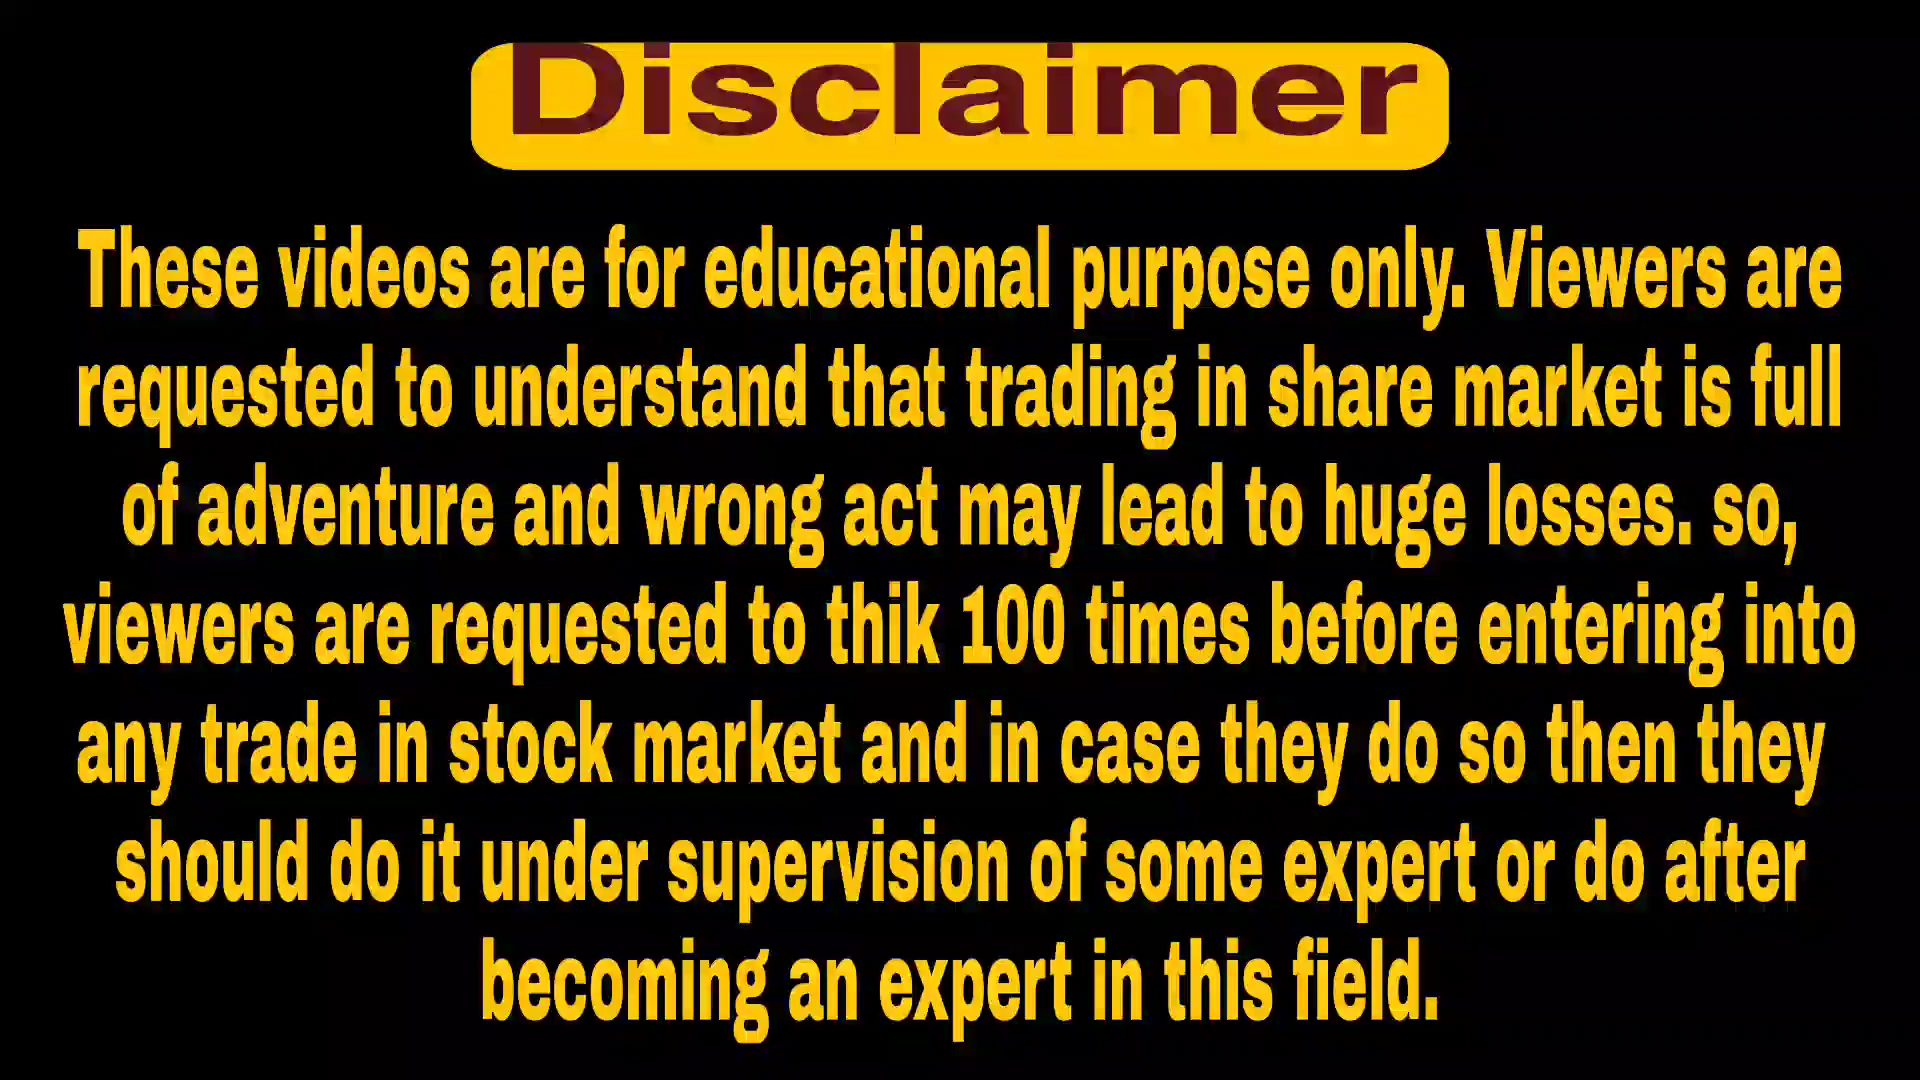 Disclaimer
These videos are for educational purpose only. Viewers are
requested to understand that trading in share market is full
of adventure and wrong act may lead to huge losses. so,
viewers are requested to thik 100 times before entering into
any trade in stock market and in case they do so then they
should do it under supervision of some expert or do after
becoming an expert in this field.